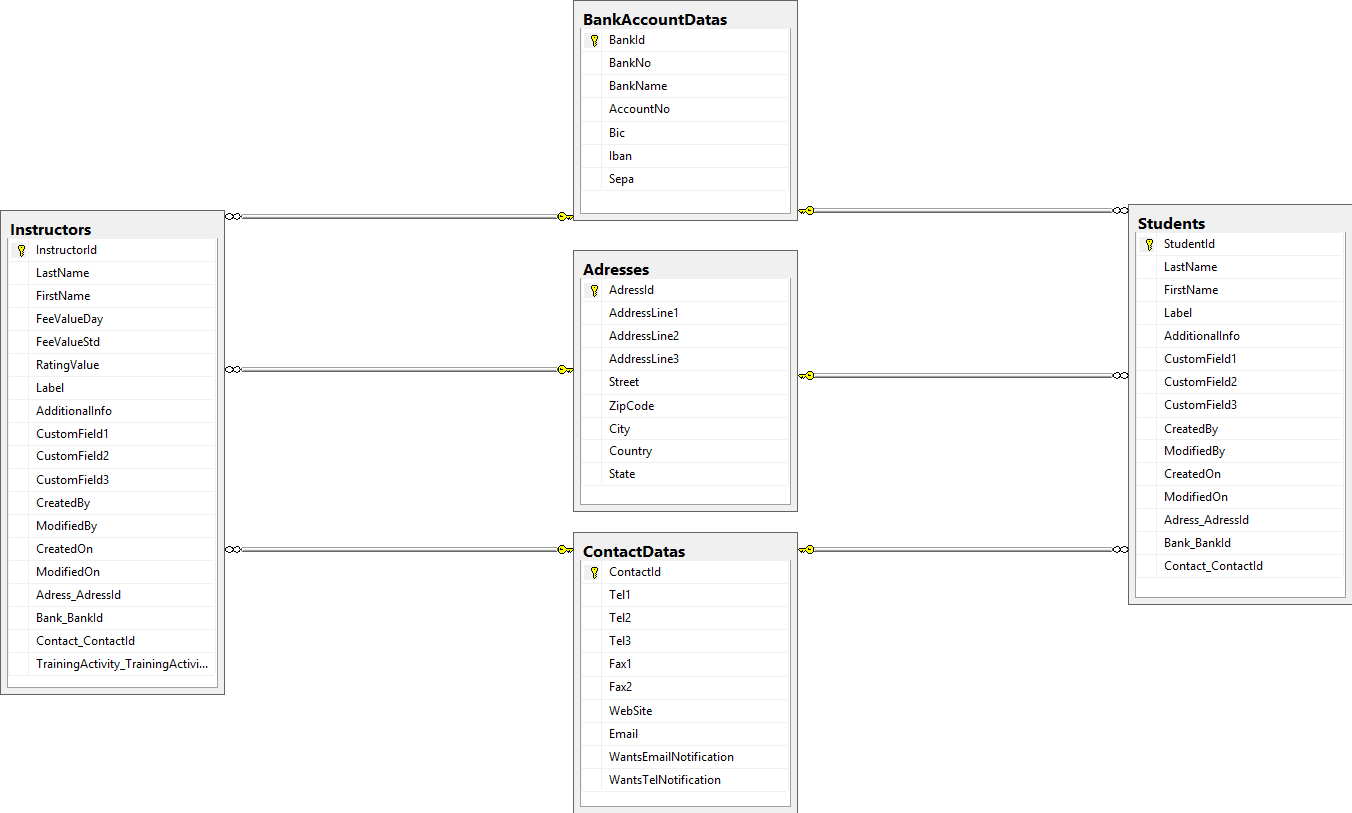 BankAccountDatas
BankId
BankNo
BankName
AccountNo
Bic
Iban
Sepa
Instructors
InstructorId
LastName
FirstName
FeeValueDay
FeeValueStd
RatingValue
Label
AdditionalInfo
CustomField1
CustomField2
CustomField3
CreatedBy
ModifiedBy
CreatedOn
ModifiedOn
Adress_AdressId
Bank_BankId
Contact_ContactId
TrainingActivity_TrainingActivi...
Adresses
AdressId
AddressLine1
AddressLine2
AddressLine3
Street
ZipCode
City
Country
State
ContactDatas
ContactId
Tel1
Tel2
Tel3
Fax1
Fax2
WebSite
Email
WantsEmailNotification
WantsTelNotification
Students
StudentId
LastName
FirstName
Label
AdditionalInfo
CustomField1
CustomField2
CustomField3
CreatedBy
ModifiedBy
CreatedOn
ModifiedOn
Adress_AdressId
Bank_BankId
Contact_ContactId